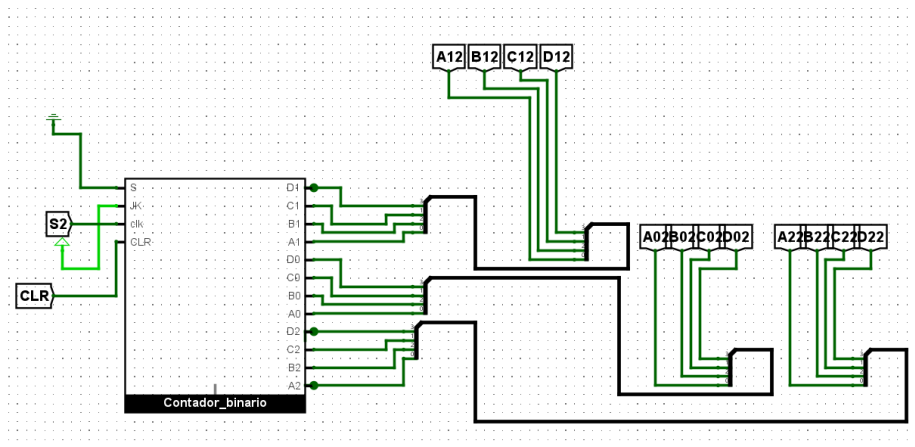 A12 B12 C12 D12
S D1
JK C1
S2 clk B1
CLR A1
D0
C0
CLR B0
A0
D2
C2
B2
A2
Contador_binario
A02 B02 C02 D02 A22 B22 C22 D22